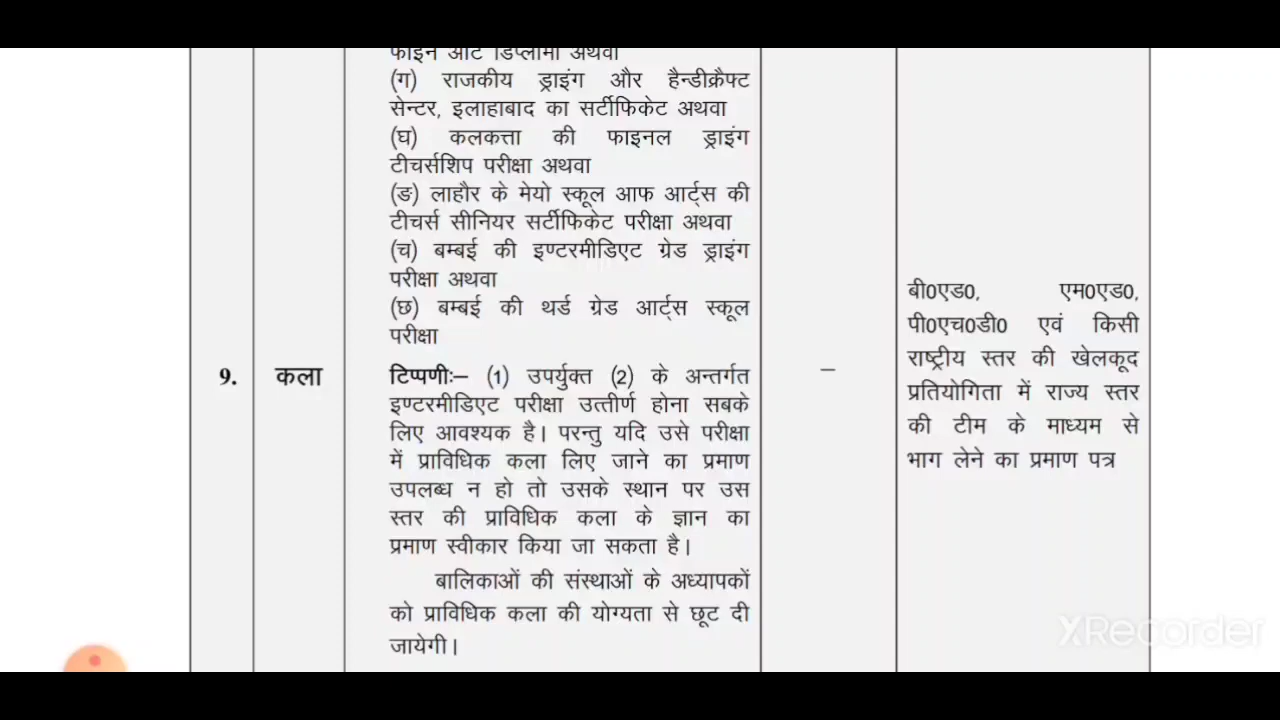 फाइन आर्ट डिप्लोमा अथवा
(ग) राजकीय ड्राइंग और हैन्डीक्रैफ्ट
सेन्टर, इलाहाबाद का सर्टीफिकेट अथवा
(घ) कलकत्ता की फाइनल ड्राइंग
टीचर्सशिप परीक्षा अथवा
(ङ) लाहौर के मेयो स्कूल आफ आर्ट्स की
टीचर्स सीनियर सर्टीफिकेट परीक्षा अथवा
(च) बम्बई की इण्टरमीडिएट ग्रेड ड्राइंग
परीक्षा अथवा
(छ) बम्बई की थर्ड ग्रेड आर्ट्स स्कूल
परीक्षा
9.
कला
टिप्पणीः– (1) उपर्युक्त (2) के अन्तर्गत
इण्टरमीडिएट परीक्षा उत्तीर्ण होना सबके
लिए आवश्यक है। परन्तु यदि उसे परीक्षा
में प्राविधिक कला लिए जाने का प्रमाण
उपलब्ध न हो तो उसके स्थान पर उस
स्तर की प्राविधिक कला के ज्ञान का
प्रमाण स्वीकार किया जा सकता है।
बालिकाओं की संस्थाओं के अध्यापकों
को प्राविधिक कला की योग्यता से छूट दी
जायेगी।
–
बी0एड0, एम0एड0,
पी0एच0डी0 एवं किसी
राष्ट्रीय स्तर की खेलकूद
प्रतियोगिता में राज्य स्तर
की टीम के माध्यम से
भाग लेने का प्रमाण पत्र
XRecorder